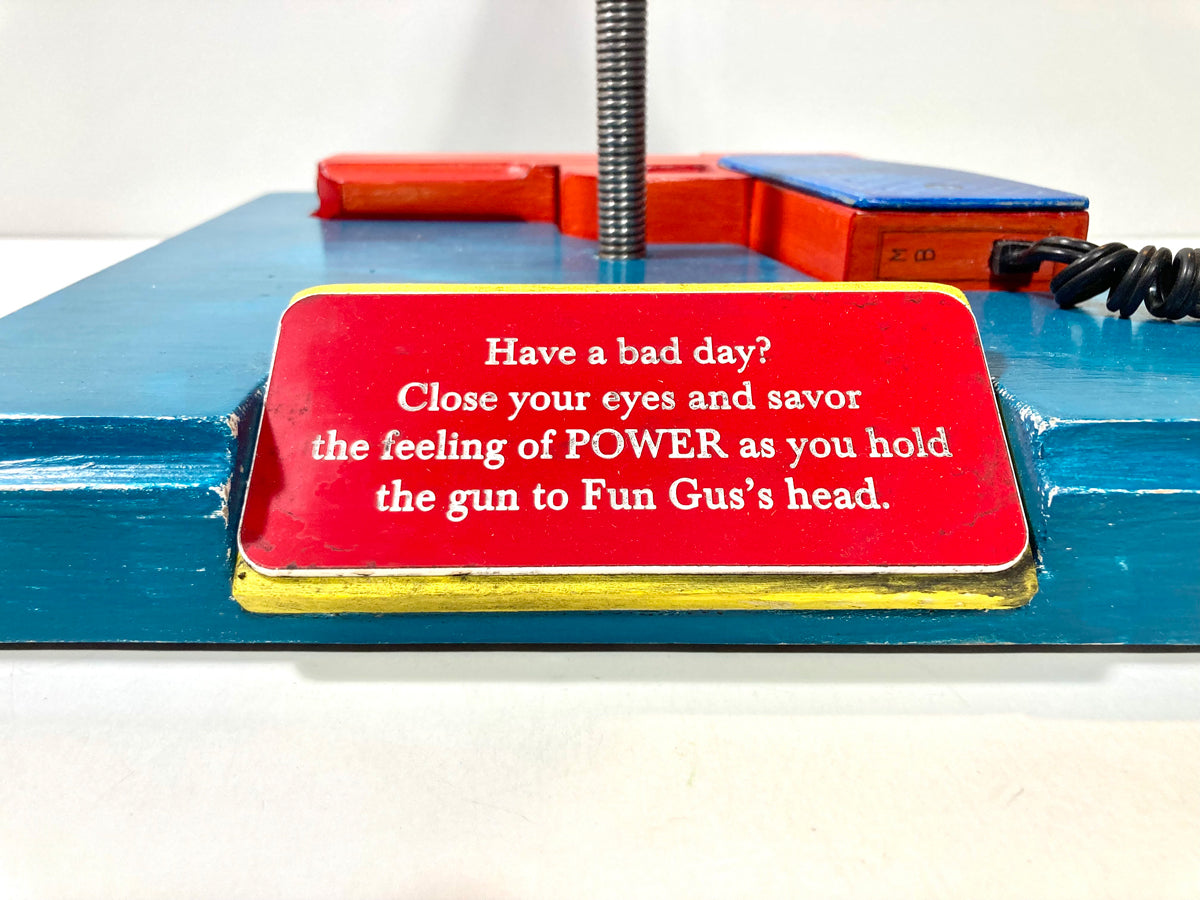 M B
Have a bad day?
Close your eyes and savor
the feeling of POWER as you hold
the gun to Fun Gus's head.